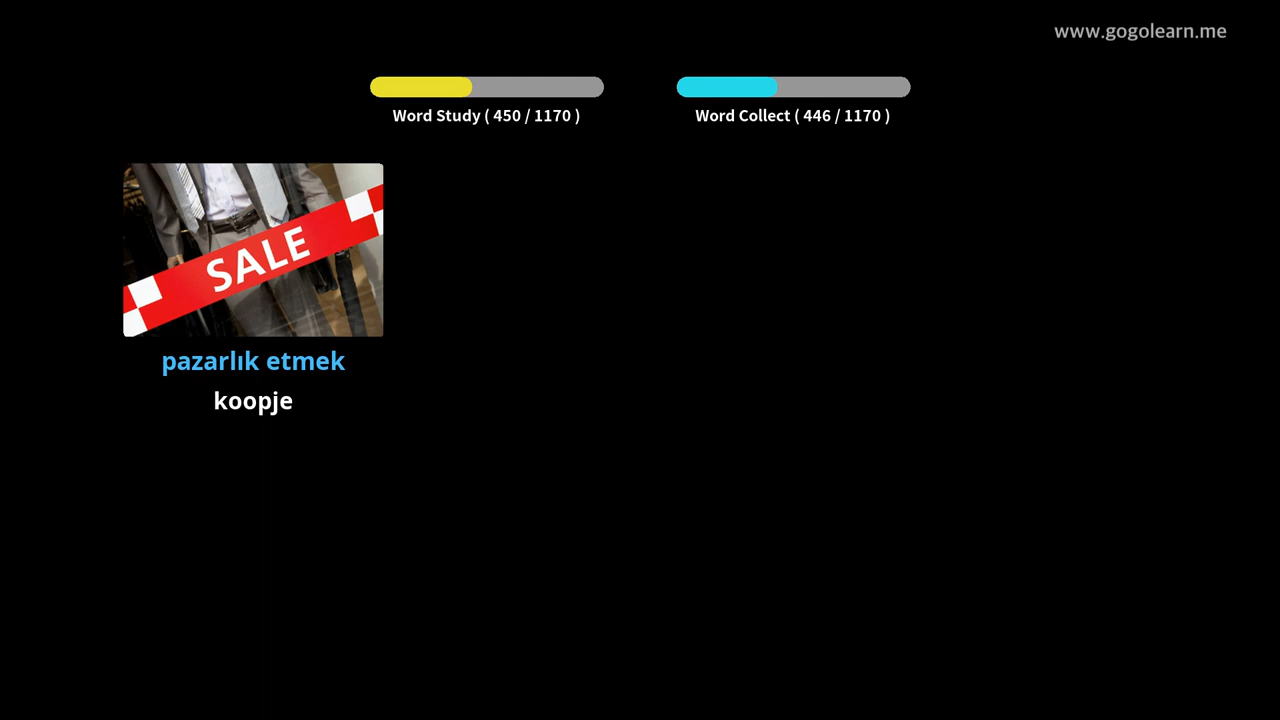 www.gogolearn.me
Word Study ( 450 / 1170 )
Word Collect ( 446 / 1170 )
SALE
pazarlık etmek
koopje